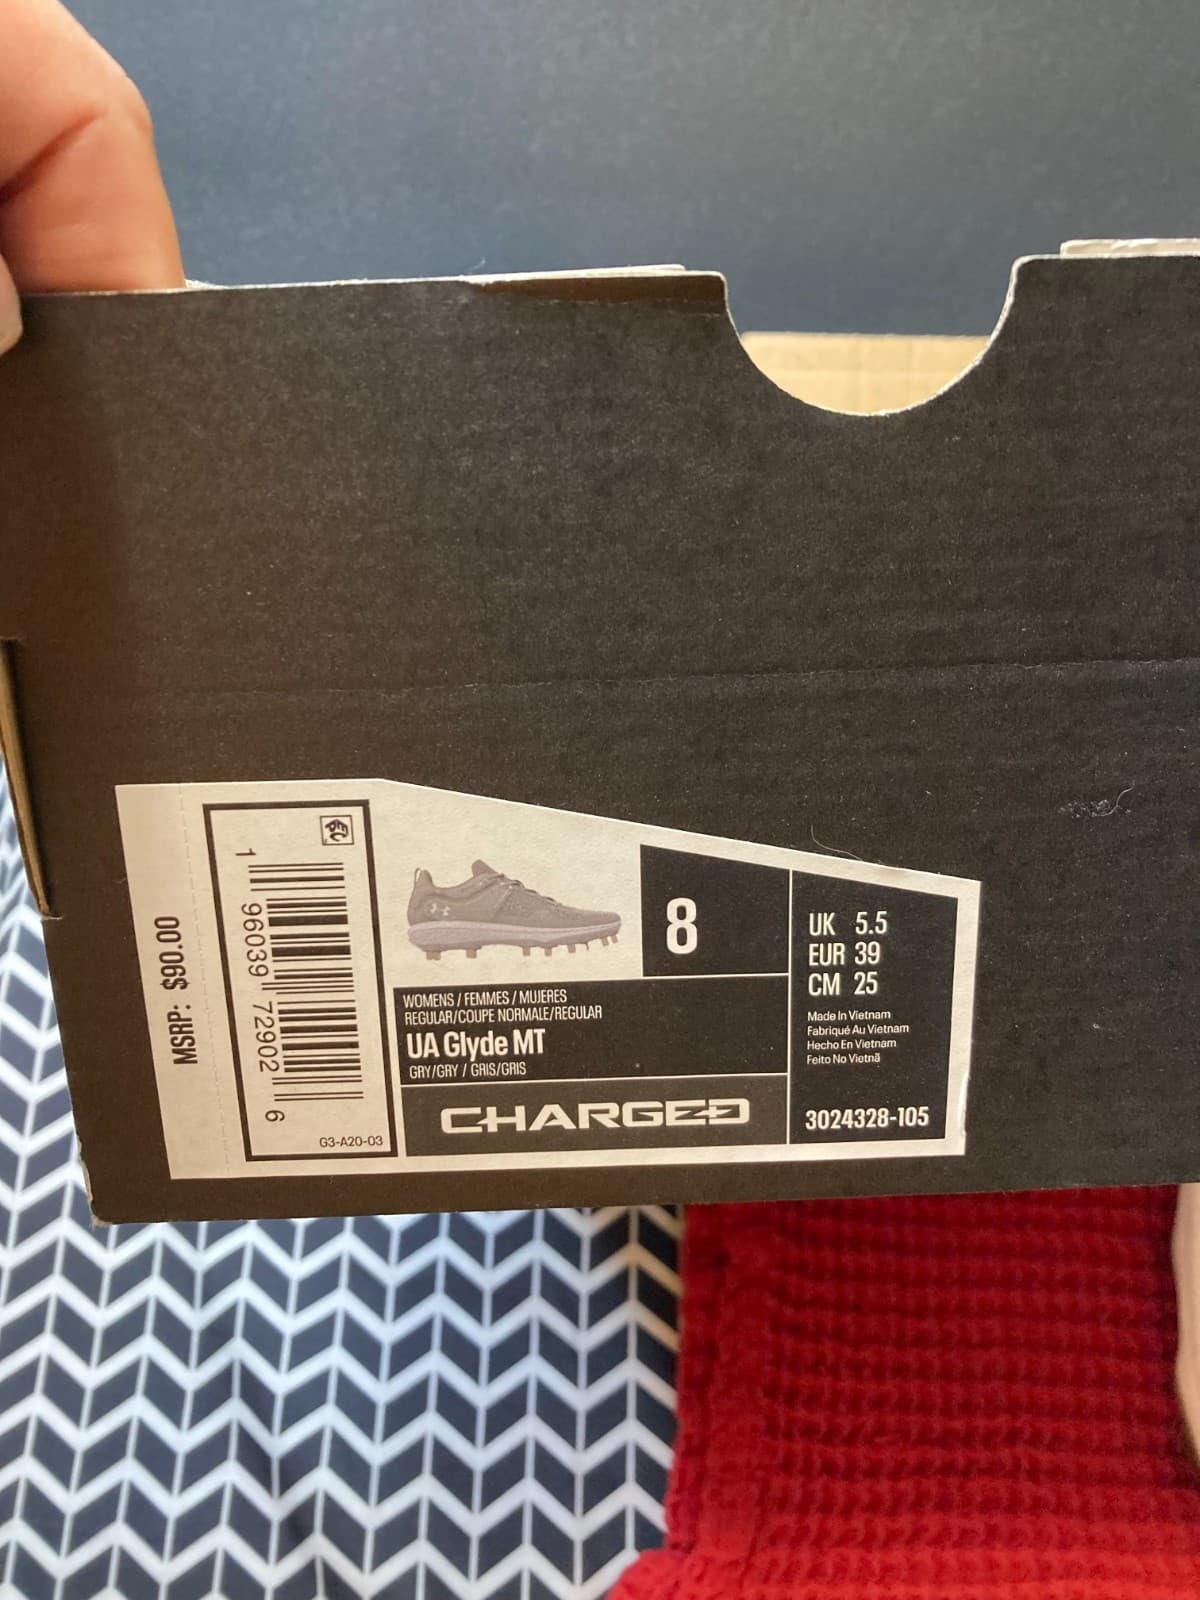 MSRP: $90.00
1 96039 72902 6
G3-A20-03
8
WOMENS / FEMMES / MUJERES
REGULAR/COUPE NORMALE/REGULAR
UA Glyde MT
GRY/GRY / GRIS/GRIS
CHARGED
UK 5.5
EUR 39
CM 25
Made In Vietnam
Fabriqué Au Vietnam
Hecho En Vietnam
Feito No Vietnã
3024328-105